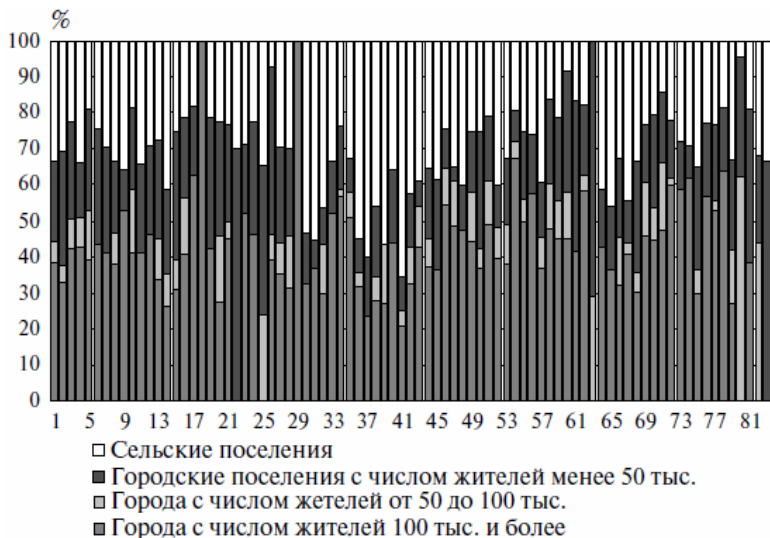 %
100
90
80
70
60
50
40
30
20
10
0
1 5 9 13 17 21 25 29 33 37 41 45 49 53 57 61 65 69 73 77 81
Сельские поселения
Городские поселения с числом жителей менее 50 тыс.
Города с числом жетелей от 50 до 100 тыс.
Города с числом жителей 100 тыс. и более